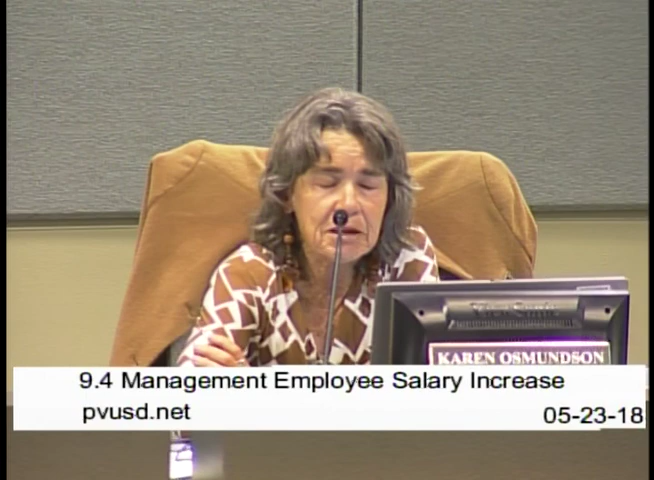 KAREN OSMUNDSON
9.4 Management Employee Salary Increase
pvusd.net
05-23-18